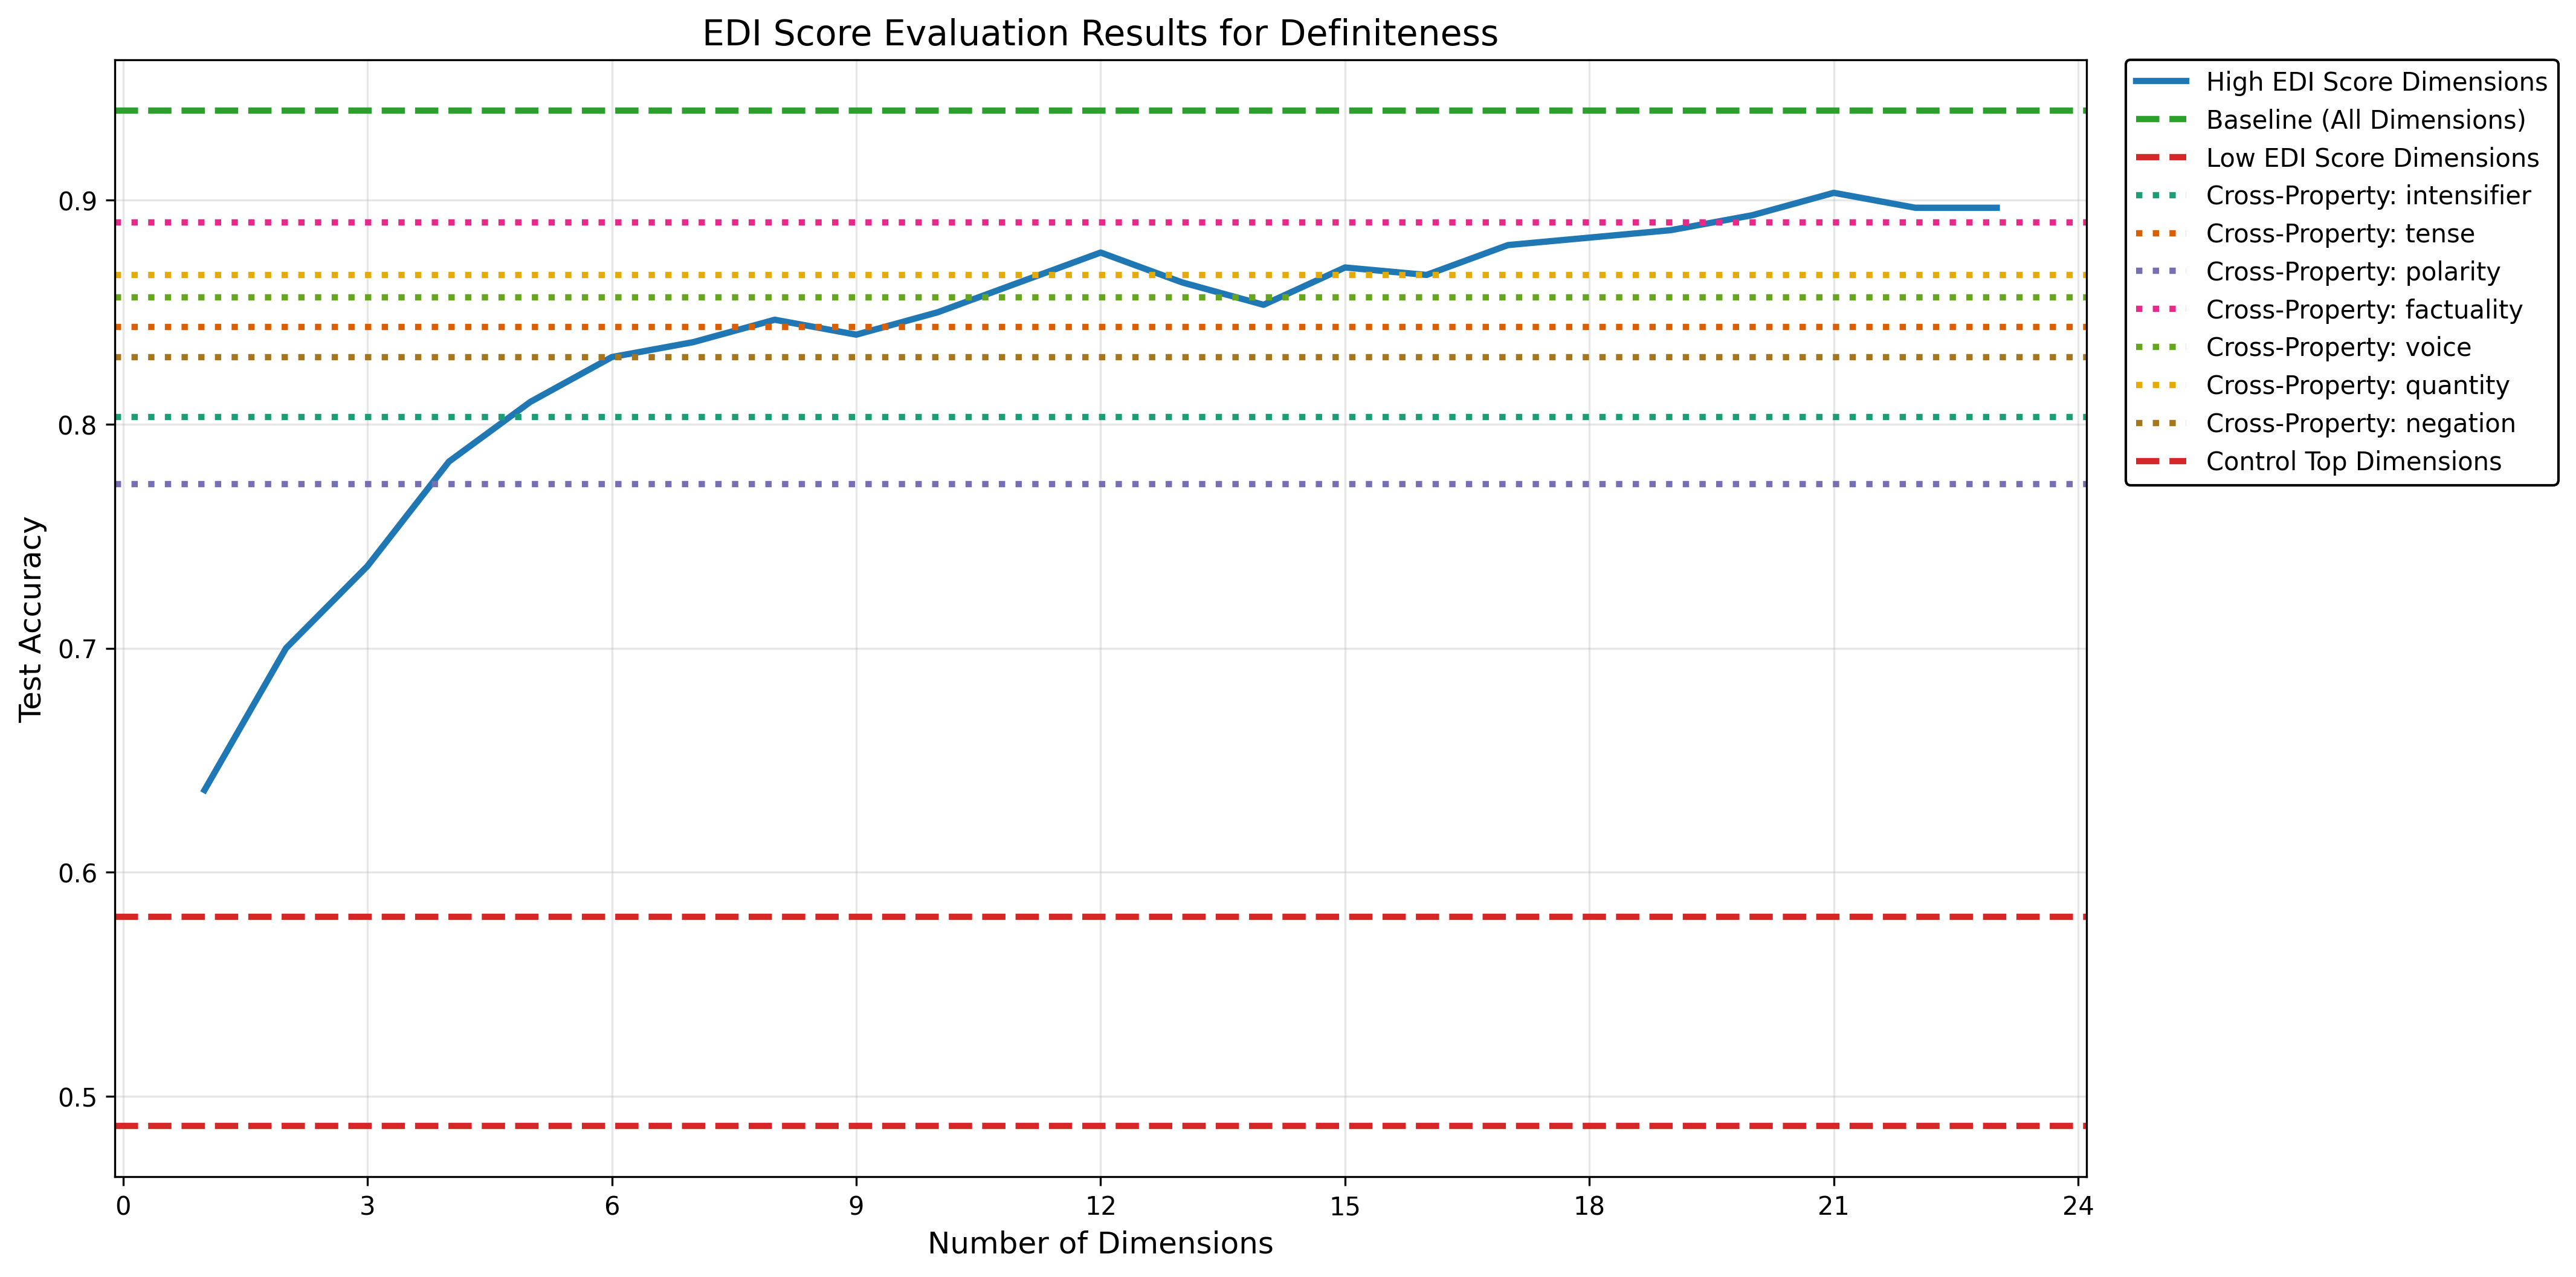 EDI Score Evaluation Results for Definiteness
High EDI Score Dimensions
Baseline (All Dimensions)
Low EDI Score Dimensions
Cross-Property: intensifier
Cross-Property: tense
Cross-Property: polarity
Cross-Property: factuality
Cross-Property: voice
Cross-Property: quantity
Cross-Property: negation
Control Top Dimensions
Test Accuracy
0.9
0.8
0.7
0.6
0.5
0 3 6 9 12 15 18 21 24
Number of Dimensions